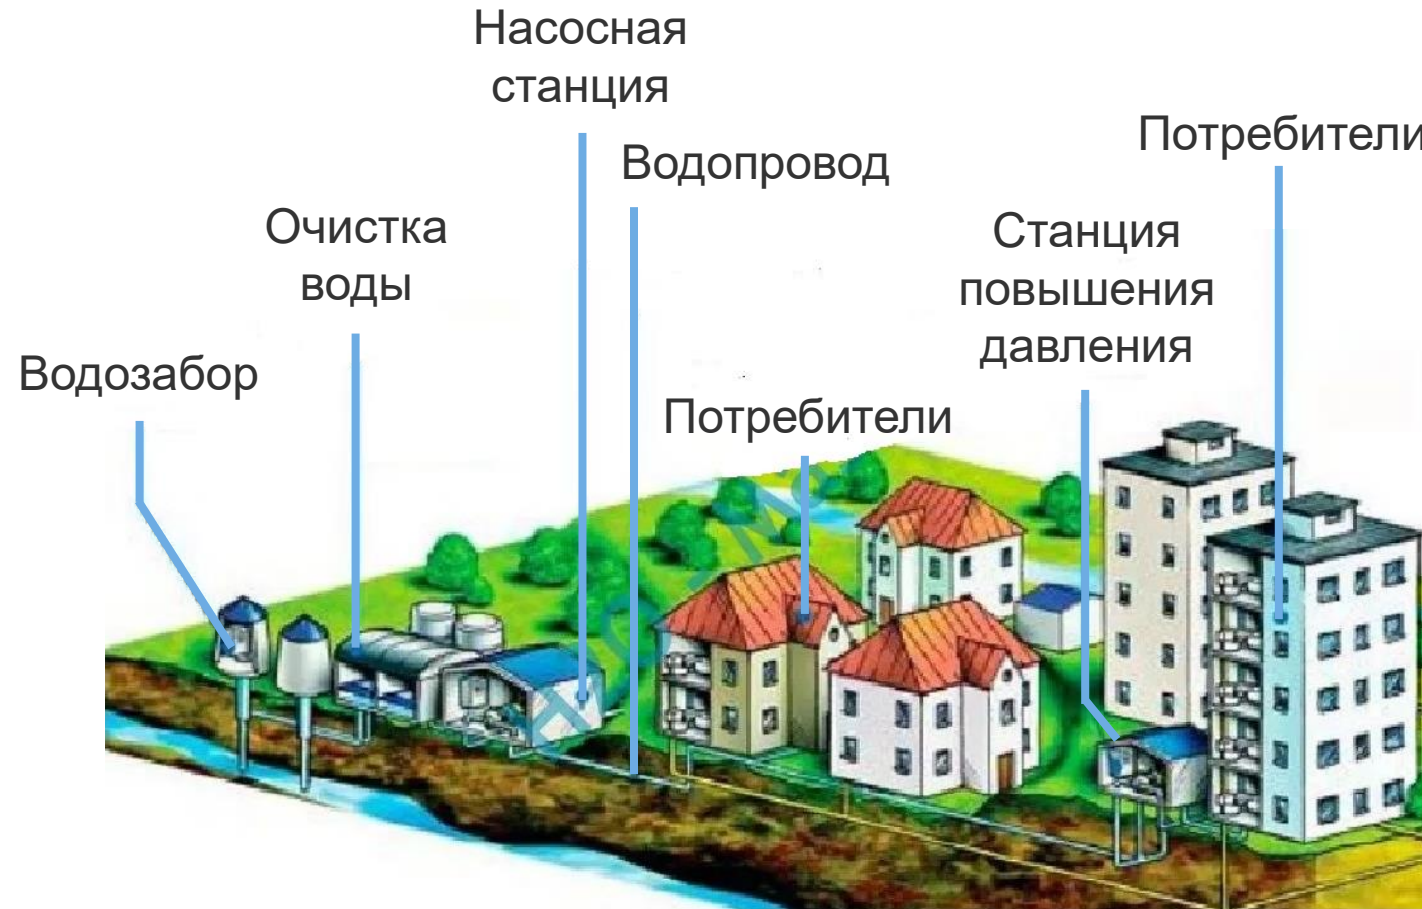 Насосная
станция
Потребители
Водопровод
Очистка
воды
Станция
повышения
давления
Водозабор
Потребители